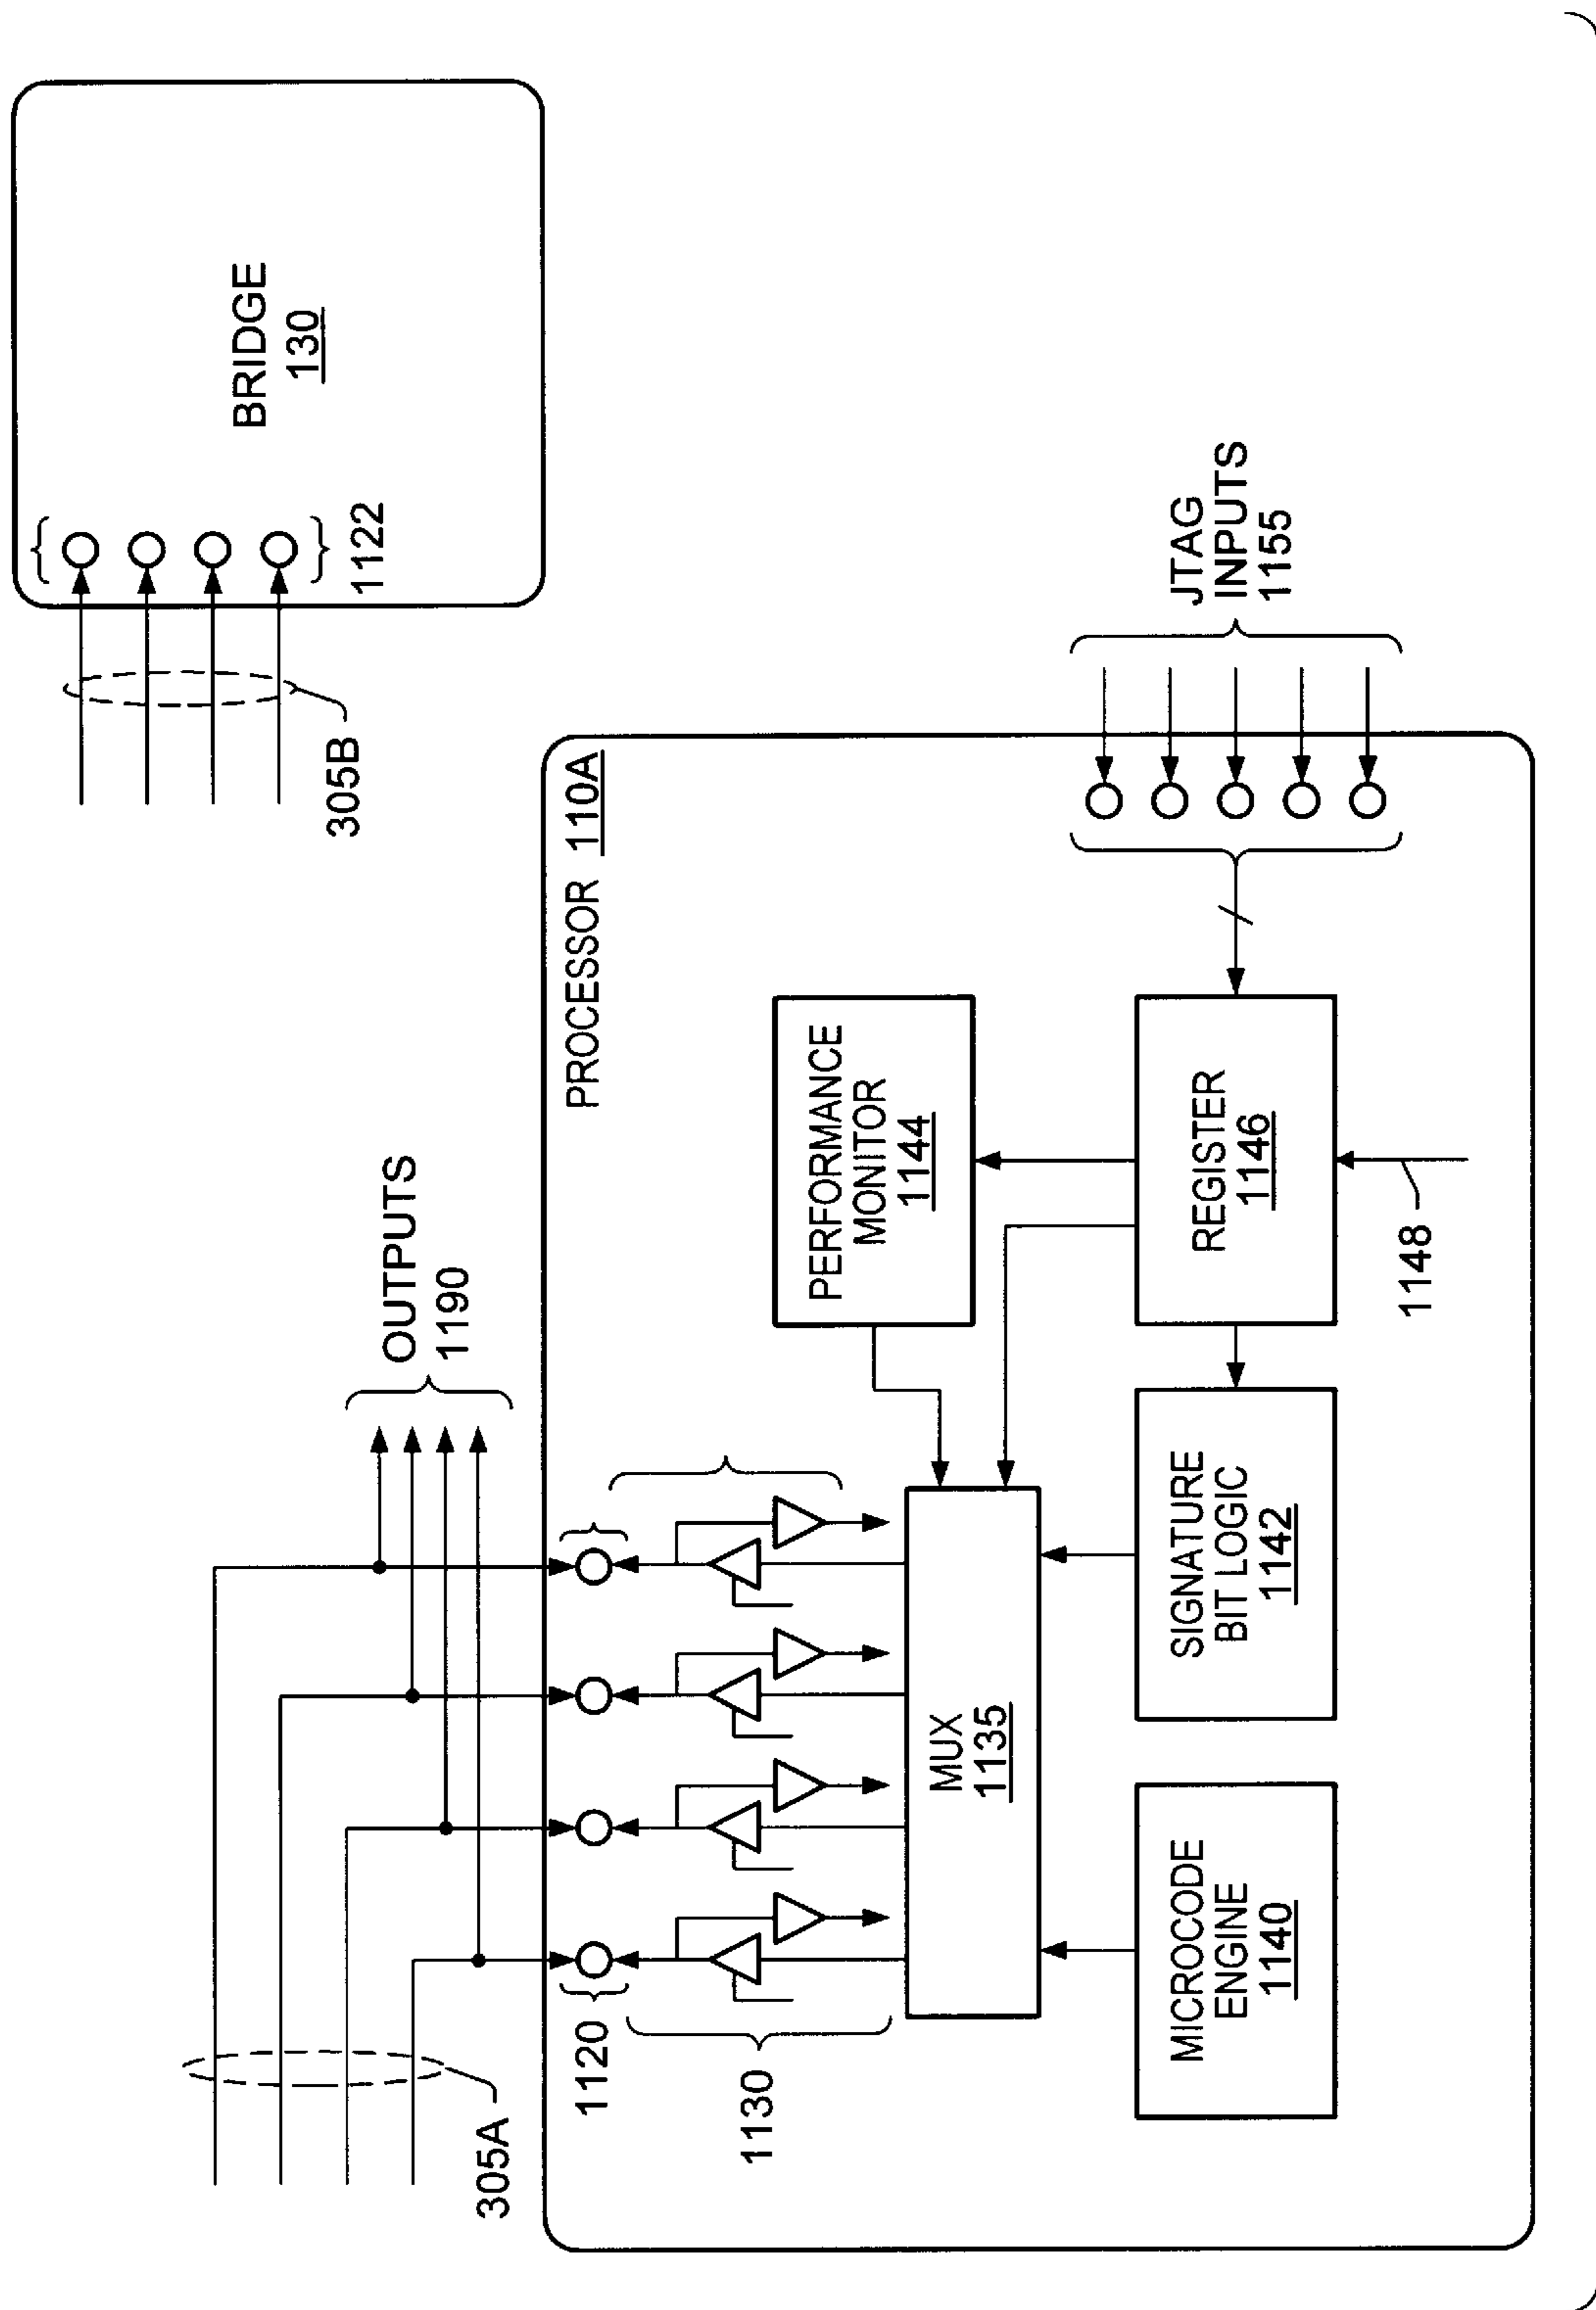 305A
OUTPUTS
1190
305B
1122
BRIDGE
130
PROCESSOR 110A
1120
1130
MUX
1135
PERFORMANCE
MONITOR
1144
MICROCODE
ENGINE
1140
SIGNATURE
BIT LOGIC
1142
REGISTER
1146
1148
JTAG
INPUTS
1155